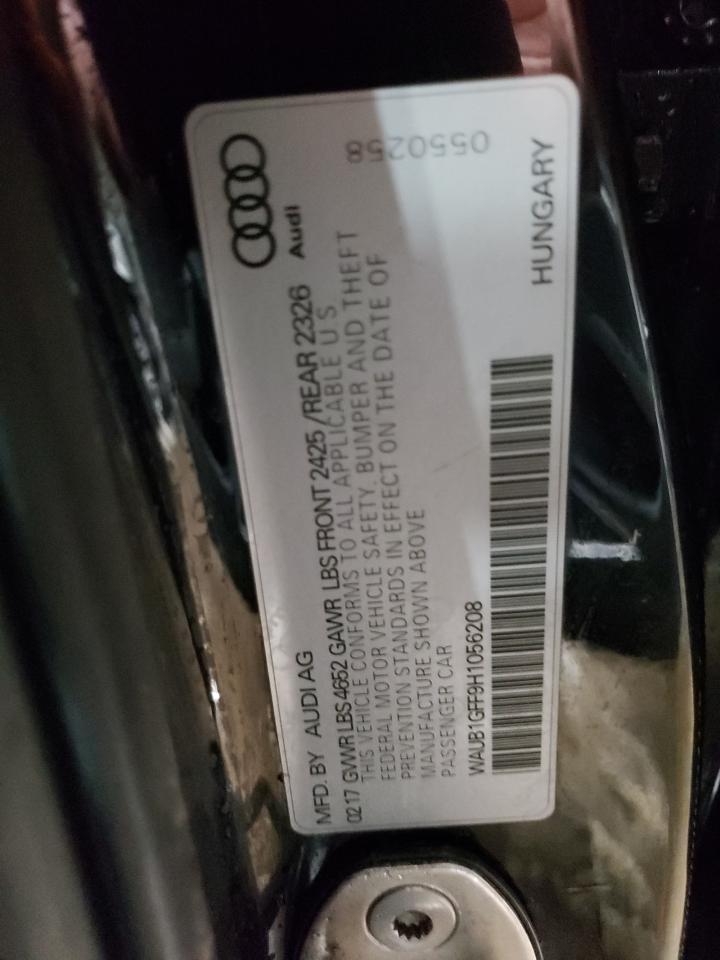 0550258
Audi
MFD. BY AUDI AG
0217 GVWR LBS 4652 GAWR LBS FRONT 2425 /REAR 2326
THIS VEHICLE CONFORMS TO ALL APPLICABLE U S
FEDERAL MOTOR VEHICLE SAFETY, BUMPER AND THEFT
PREVENTION STANDARDS IN EFFECT ON THE DATE OF
MANUFACTURE SHOWN ABOVE
PASSENGER CAR
WAUB1GFF9H1056208
HUNGARY